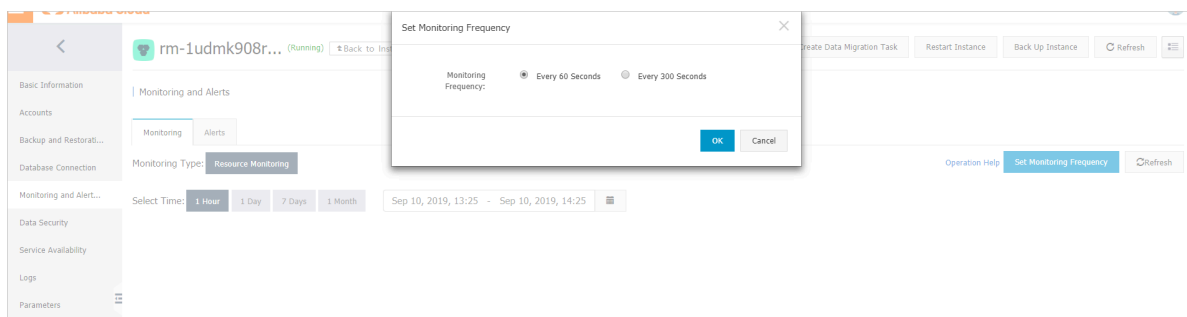 Alibaba Cloud
Set Monitoring Frequency
rm-1udmk908r... (Running) Back to Inst
Create Data Migration Task Restart Instance Back Up Instance Refresh
Monitoring Frequency: Every 60 Seconds Every 300 Seconds
Basic Information
Monitoring and Alerts
Accounts
OK Cancel
Backup and Restorati...
Monitoring Alerts
Database Connection
Monitoring Type: Resource Monitoring
Operation Help Set Monitoring Frequency Refresh
Monitoring and Alert...
Select Time: 1 Hour 1 Day 7 Days 1 Month Sep 10, 2019, 13:25 - Sep 10, 2019, 14:25
Data Security
Service Availability
Logs
Parameters